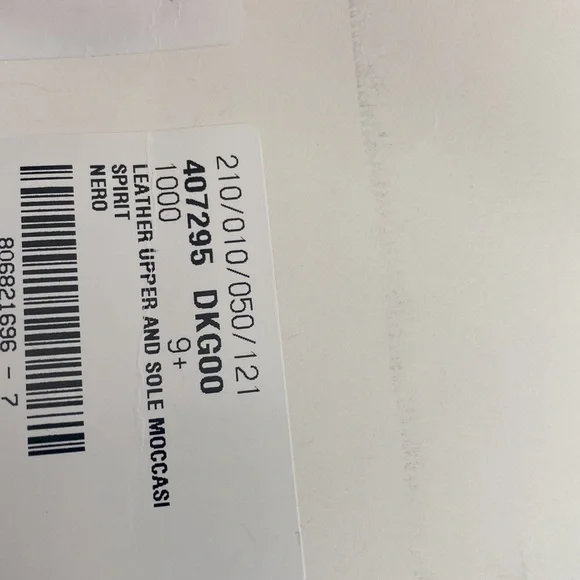 210/010/050/121
407295 DKG00
1000 9+
LEATHER UPPER AND SOLE MOCCASI
SPIRIT
NERO
806821696 - 7